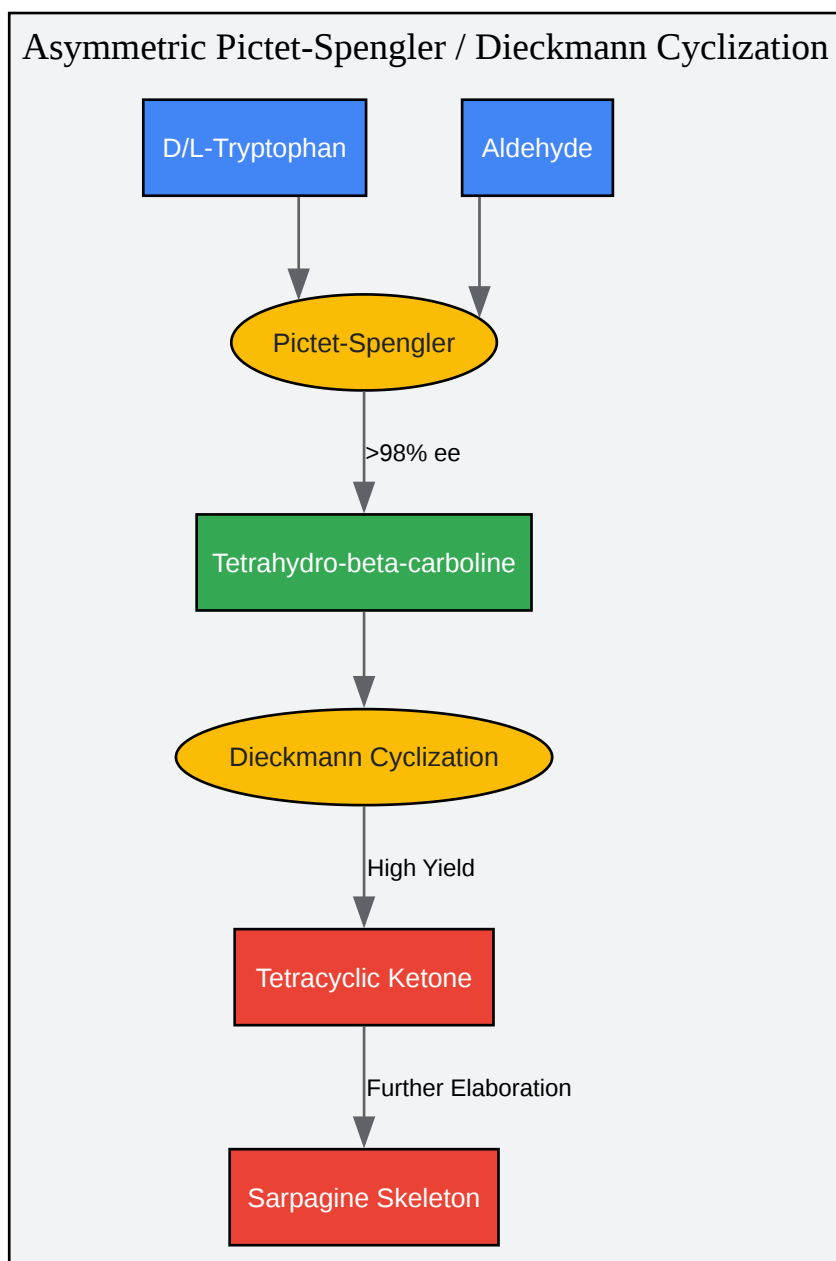 Asymmetric Pictet-Spengler / Dieckmann Cyclization
D/L-Tryptophan
Aldehyde
Pictet-Spengler
>98% ee
Tetrahydro-beta-carboline
Dieckmann Cyclization
High Yield
Tetracyclic Ketone
Further Elaboration
Sarpagine Skeleton